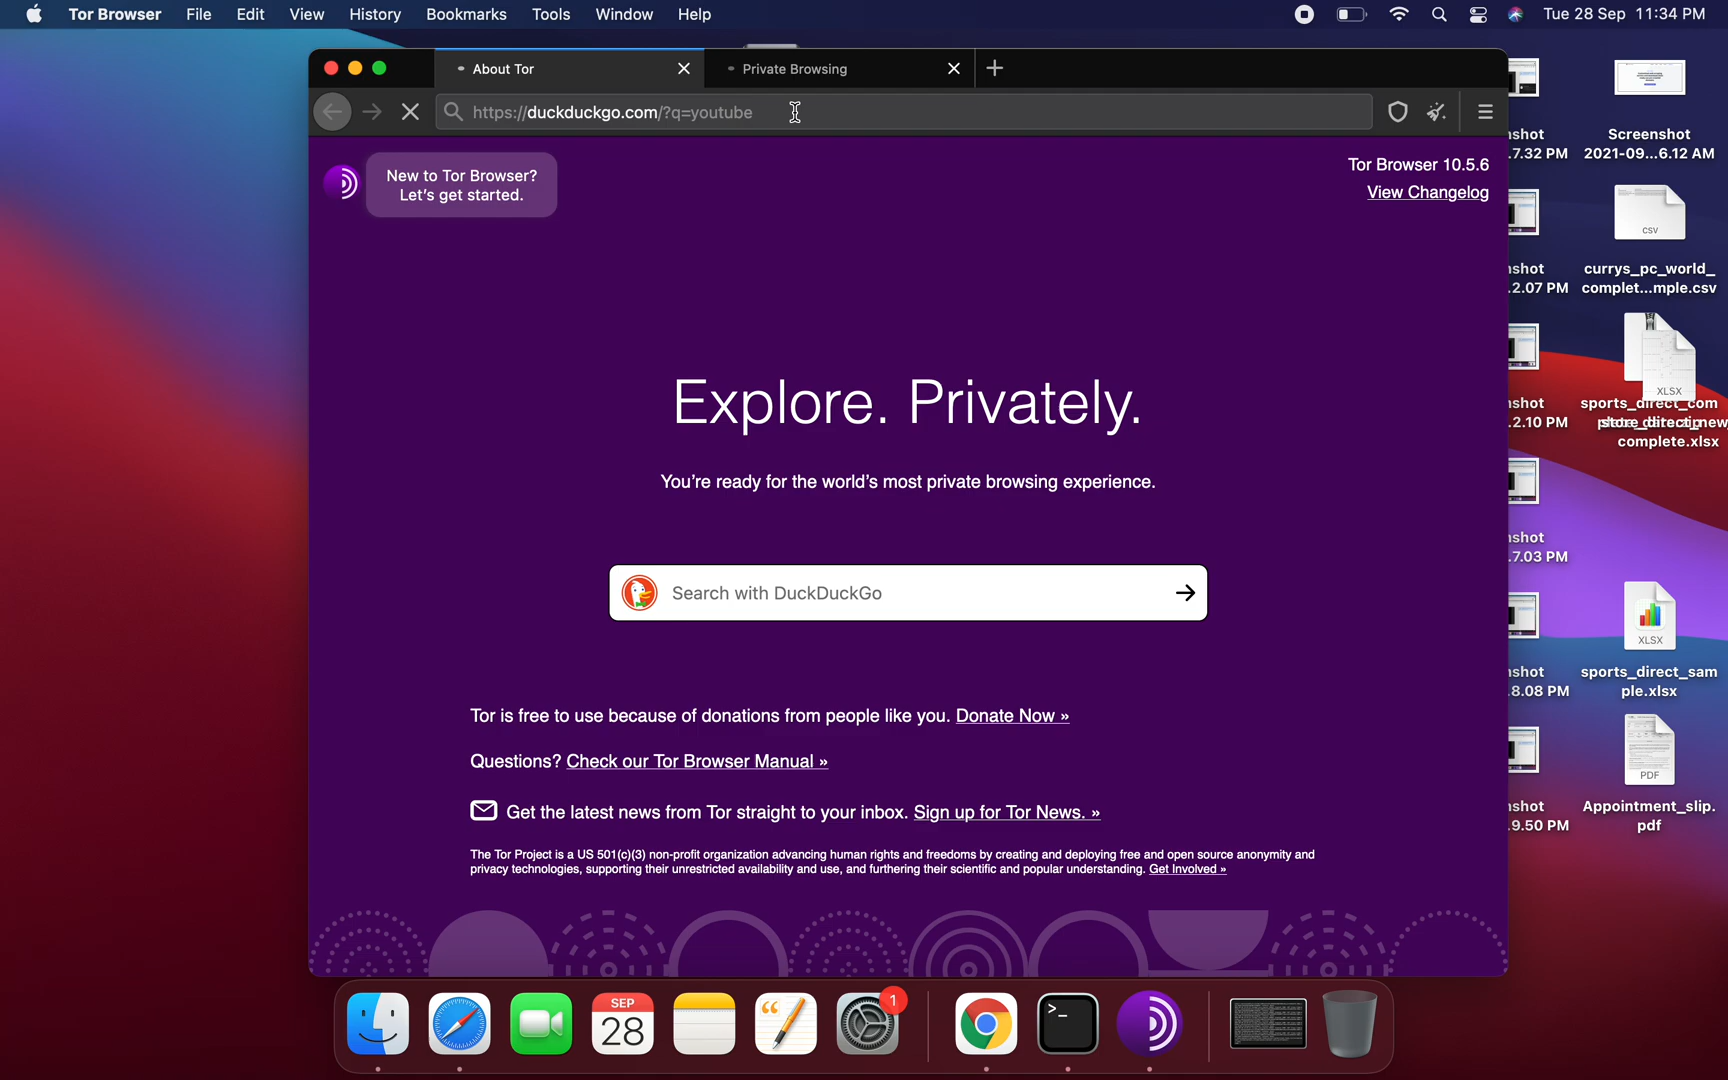 Tor Browser File Edit View History Bookmarks Tools Window Help Tue 28 Sep 11:34 PM
About Tor Private Browsing
https://duckduckgo.com/?q=youtube
New to Tor Browser?
Let's get started.
Tor Browser 10.5.6
View Changelog
Explore. Privately.
You're ready for the world's most private browsing experience.
Search with DuckDuckGo
Tor is free to use because of donations from people like you. Donate Now »
Questions? Check our Tor Browser Manual »
Get the latest news from Tor straight to your inbox. Sign up for Tor News. »
The Tor Project is a US 501(c)(3) non-profit organization advancing human rights and freedoms by creating and deploying free and open source anonymity and
privacy technologies, supporting their unrestricted availability and use, and furthering their scientific and popular understanding. Get Involved »
shot
.7.32 PM
shot
.2.07 PM
shot
.2.10 PM
shot
.7.03 PM
shot
.8.08 PM
shot
.9.50 PM
Screenshot
2021-09...6.12 AM
CSV
currys_pc_world_
complet...mple.csv
XLSX
sports_direct_com
complete.xlsx
XLSX
sports_direct_sam
ple.xlsx
PDF
Appointment_slip.
pdf
SEP
28
1
>_